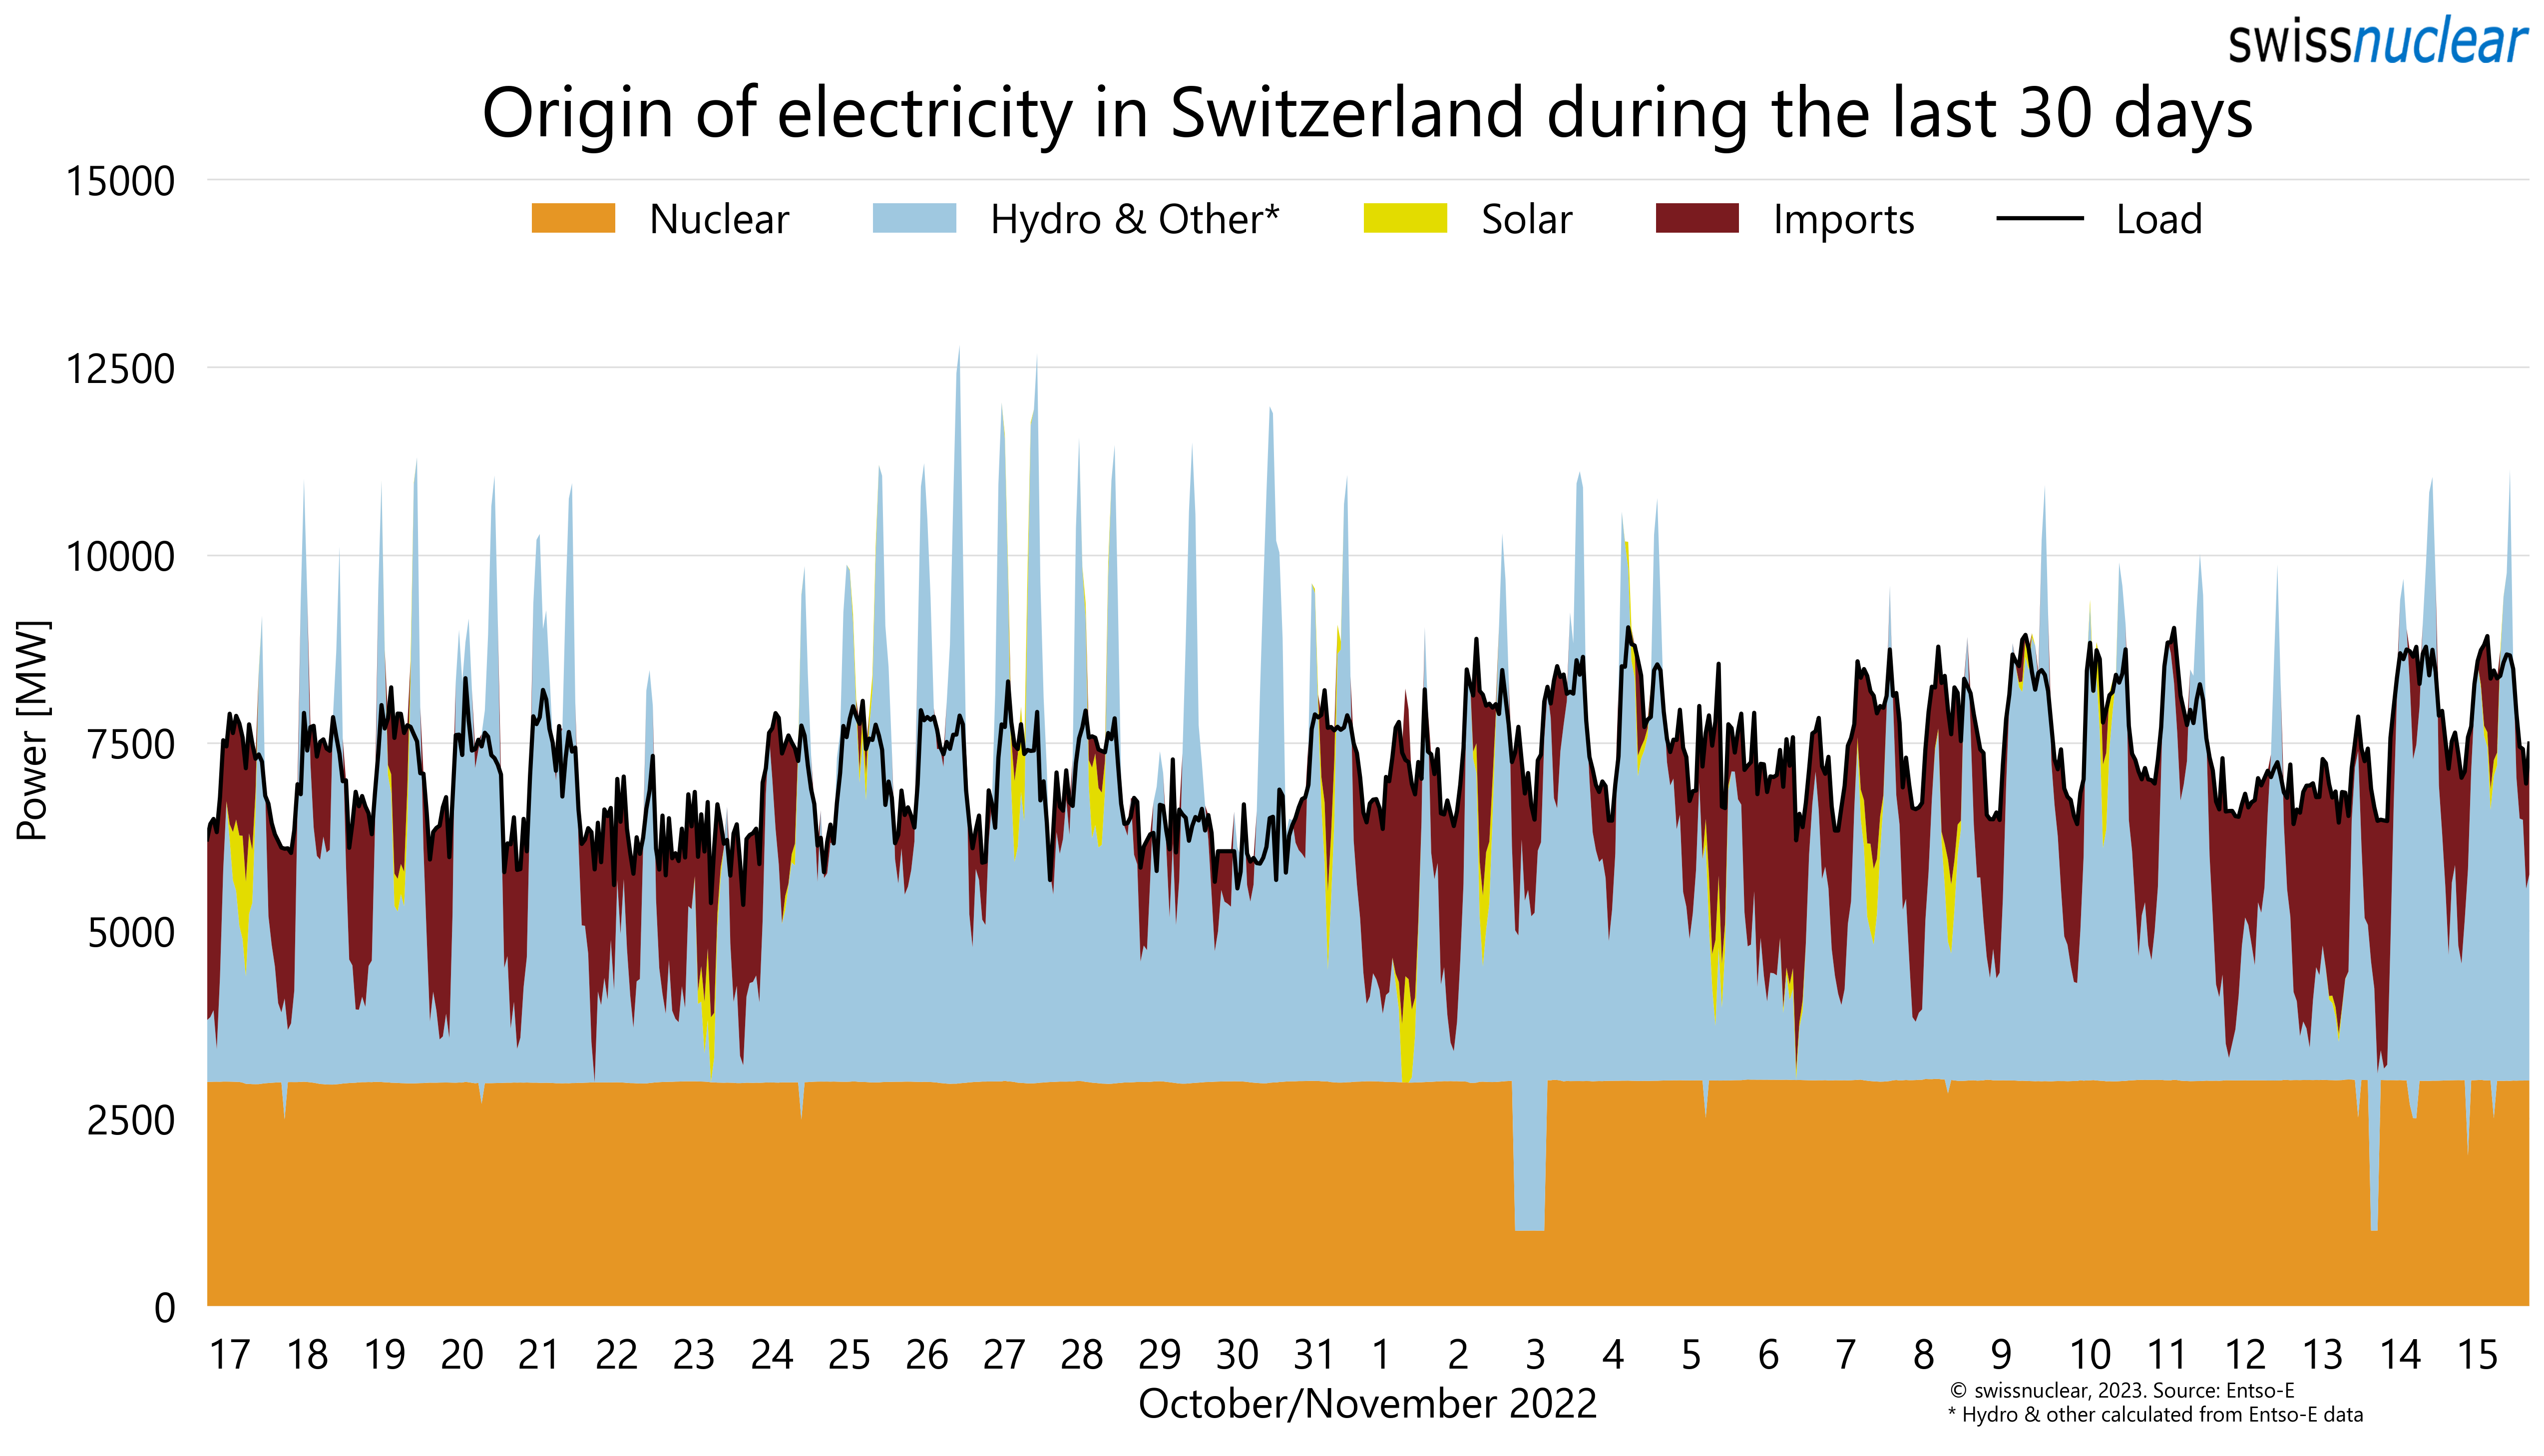 swissnuclear
Origin of electricity in Switzerland during the last 30 days
15000
Nuclear Hydro & Other* Solar Imports Load
12500
10000
7500
5000
2500
0
Power [MW]
17 18 19 20 21 22 23 24 25 26 27 28 29 30 31 1 2 3 4 5 6 7 8 9 10 11 12 13 14 15
October/November 2022
© swissnuclear, 2023. Source: Entso-E
* Hydro & other calculated from Entso-E data